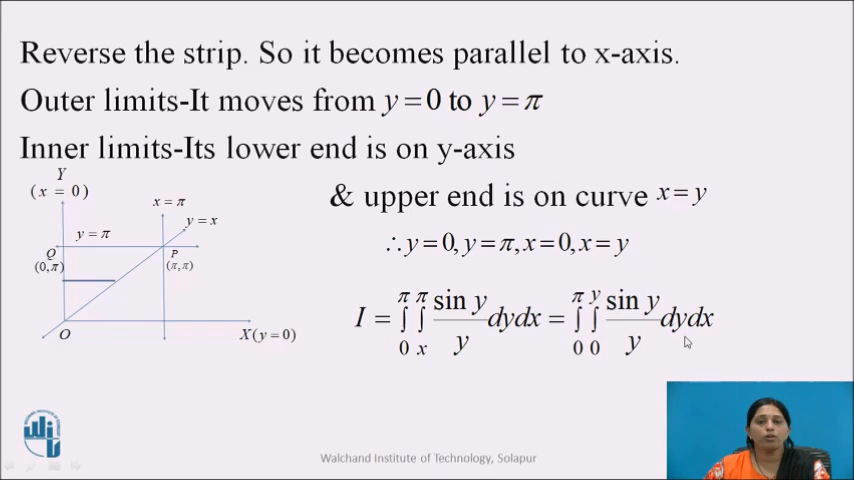 Reverse the strip. So it becomes parallel to x-axis.
Outer limits-It moves from y = 0 to y = π
Inner limits-Its lower end is on y-axis
& upper end is on curve x = y
∴ y = 0, y = π, x = 0, x = y
I = ∫₀^π ∫ₓ^π (sin y / y) dydx = ∫₀^π ∫₀^y (sin y / y) dydx
Y
(x = 0)
x = π
y = x
y = π
Q
(0,π)
P
(π,π)
O
X(y = 0)
Walchand Institute of Technology, Solapur